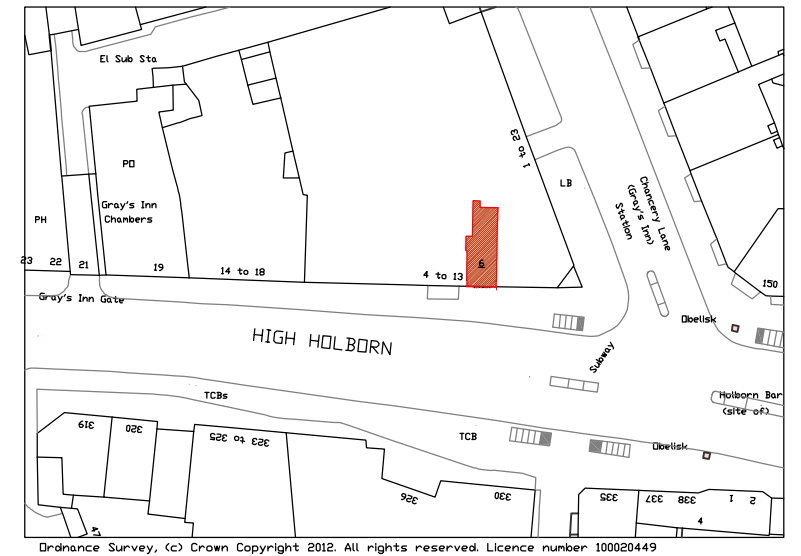 El Sub Sta
PO
Gray's Inn
Chambers
PH
23
22
21
19
14 to 18
4 to 13
6
1 to 23
LB
Chancery Lane
(Gray's Inn)
Station
150
Gray's Inn Gate
HIGH HOLBORN
Obelisk
Subway
TCBs
Holborn Bar
(site of)
TCB
Obelisk
319
320
323 to 325
326
330
335
337
338
1
2
4
47
Ordnance Survey, (c) Crown Copyright 2012. All rights reserved. Licence number 100020449